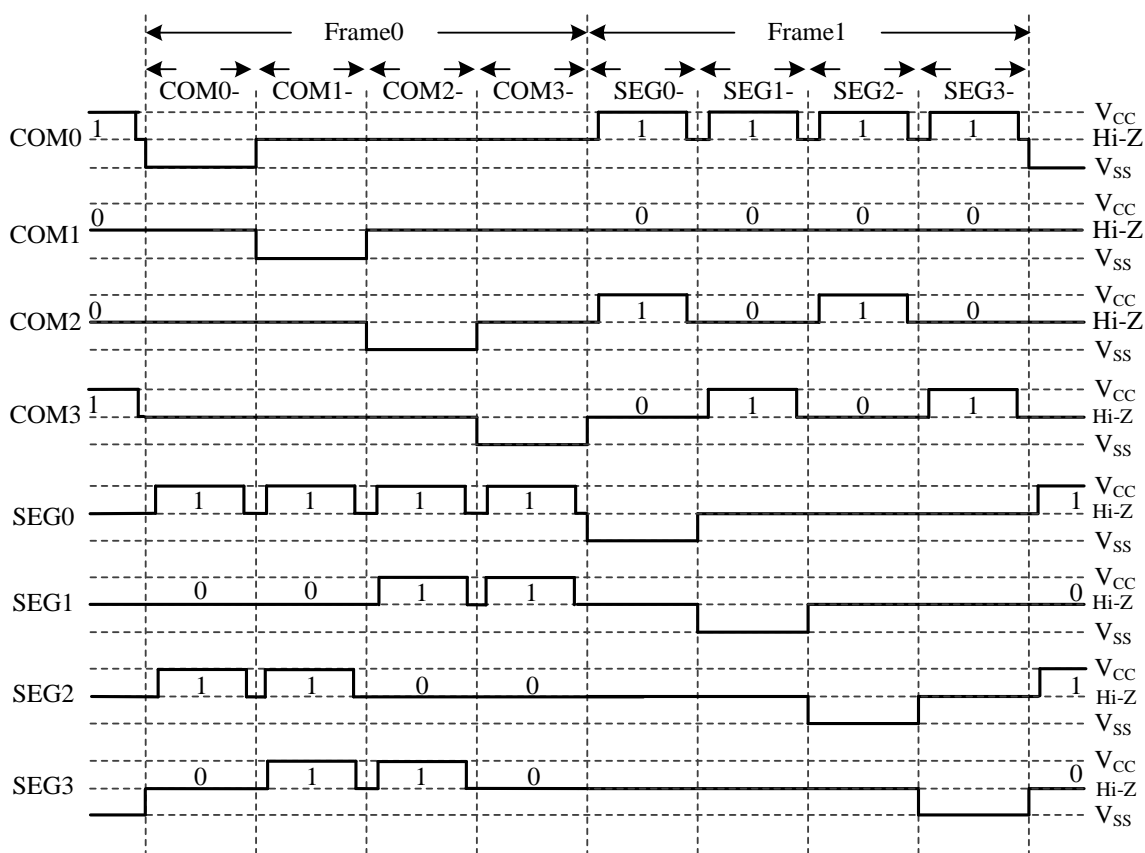 Frame0 Frame1
COM0- COM1- COM2- COM3- SEG0- SEG1- SEG2- SEG3-
COM0 1 1 1 1 1 VCC Hi-Z VSS
COM1 0 0 0 0 0 VCC Hi-Z VSS
COM2 0 1 0 1 0 VCC Hi-Z VSS
COM3 1 0 1 0 1 VCC Hi-Z VSS
SEG0 1 1 1 1 1 VCC Hi-Z VSS
SEG1 0 0 1 1 0 VCC Hi-Z VSS
SEG2 1 1 0 0 1 VCC Hi-Z VSS
SEG3 0 1 1 0 0 VCC Hi-Z VSS